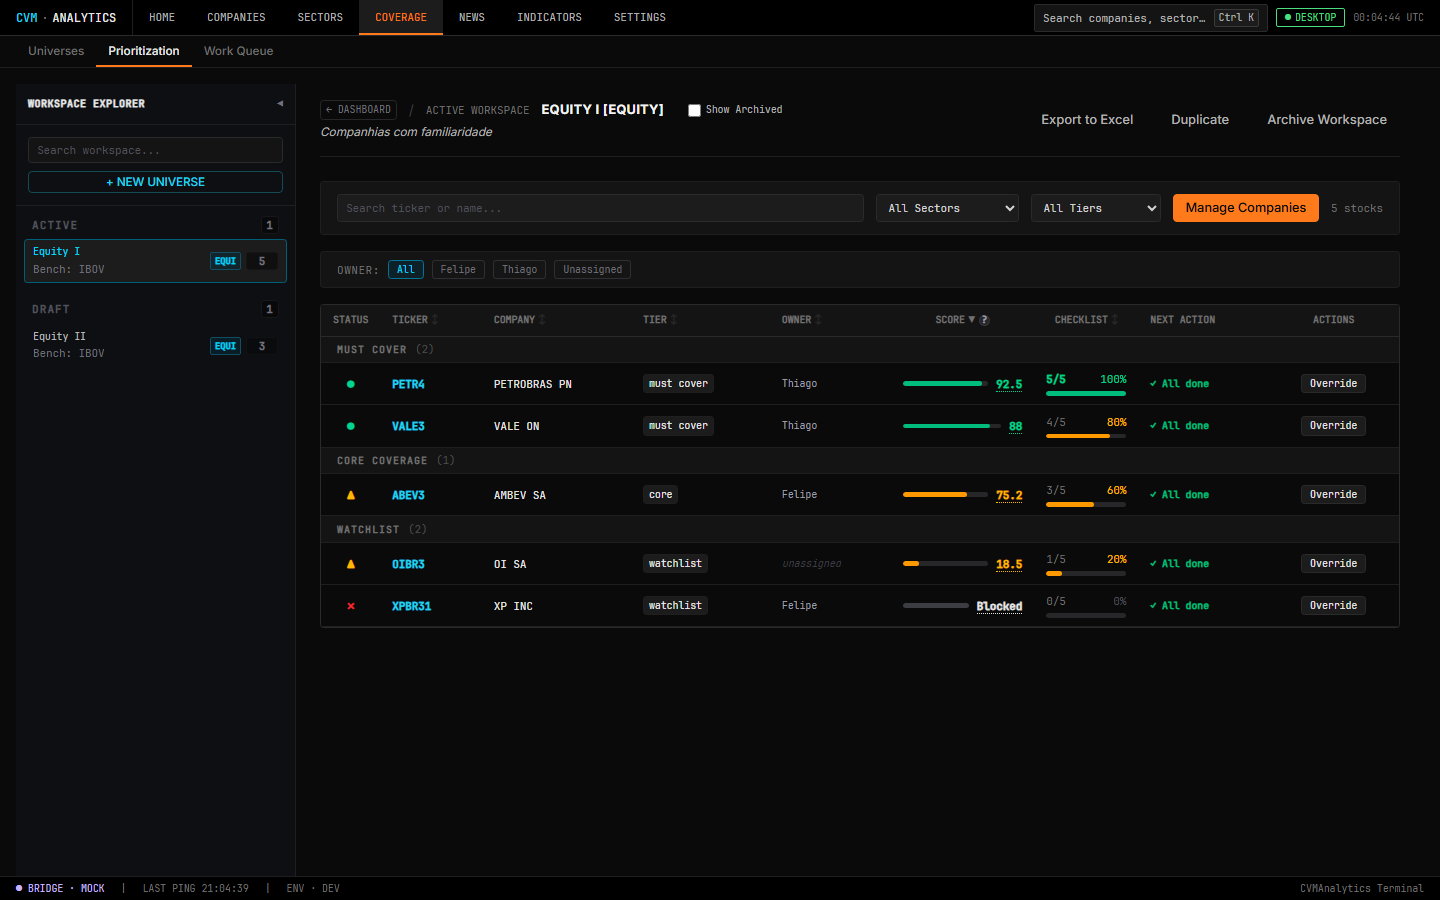 CVM · ANALYTICS HOME COMPANIES SECTORS COVERAGE NEWS INDICATORS SETTINGS Search companies, sector… Ctrl K DESKTOP 00:04:44 UTC
Universes Prioritization Work Queue
WORKSPACE EXPLORER
Search workspace...
+ NEW UNIVERSE
ACTIVE 1
Equity I
Bench: IBOV EQUI 5
DRAFT 1
Equity II
Bench: IBOV EQUI 3
← DASHBOARD / ACTIVE WORKSPACE EQUITY I [EQUITY] Show Archived
Companhias com familiaridade
Export to Excel Duplicate Archive Workspace
Search ticker or name... All Sectors All Tiers Manage Companies 5 stocks
OWNER: All Felipe Thiago Unassigned
STATUS TICKER COMPANY TIER OWNER SCORE ▼ ? CHECKLIST NEXT ACTION ACTIONS
MUST COVER (2)
PETR4 PETROBRAS PN must cover Thiago 92.5 5/5 100% ✓ All done Override
VALE3 VALE ON must cover Thiago 88 4/5 80% ✓ All done Override
CORE COVERAGE (1)
ABEV3 AMBEV SA core Felipe 75.2 3/5 60% ✓ All done Override
WATCHLIST (2)
OIBR3 OI SA watchlist unassigned 18.5 1/5 20% ✓ All done Override
XPBR31 XP INC watchlist Felipe Blocked 0/5 0% ✓ All done Override
BRIDGE · MOCK | LAST PING 21:04:39 | ENV · DEV CVMAnalytics Terminal